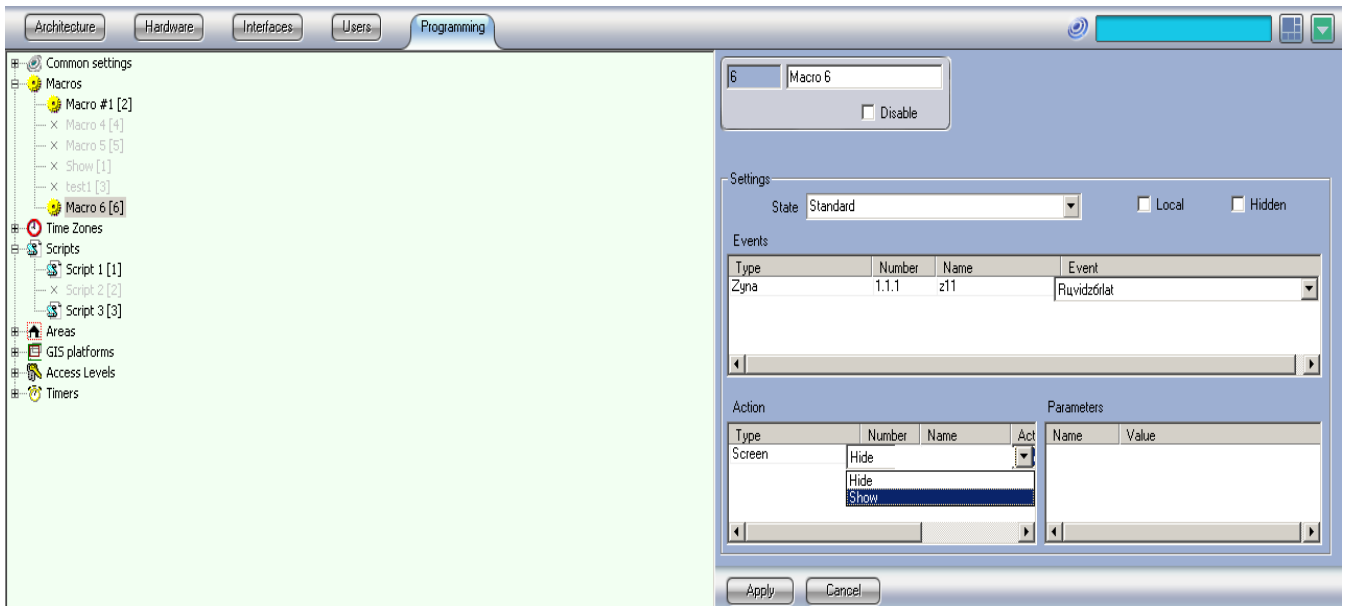 Architecture Hardware Interfaces Users Programming
Common settings
Macros
Macro #1 [2]
Macro 4 [4]
Macro 5 [5]
Show [1]
test1 [3]
Macro 6 [6]
Time Zones
Scripts
Script 1 [1]
Script 2 [2]
Script 3 [3]
Areas
GIS platforms
Access Levels
Timers
6 Macro 6
Disable
Settings
State Standard Local Hidden
Events
Type Number Name Event
Zyna 1.1.1 z11 Rцvidzбrlat
Action
Type Number Name Act
Screen Hide
Hide
Show
Parameters
Name Value
Apply Cancel